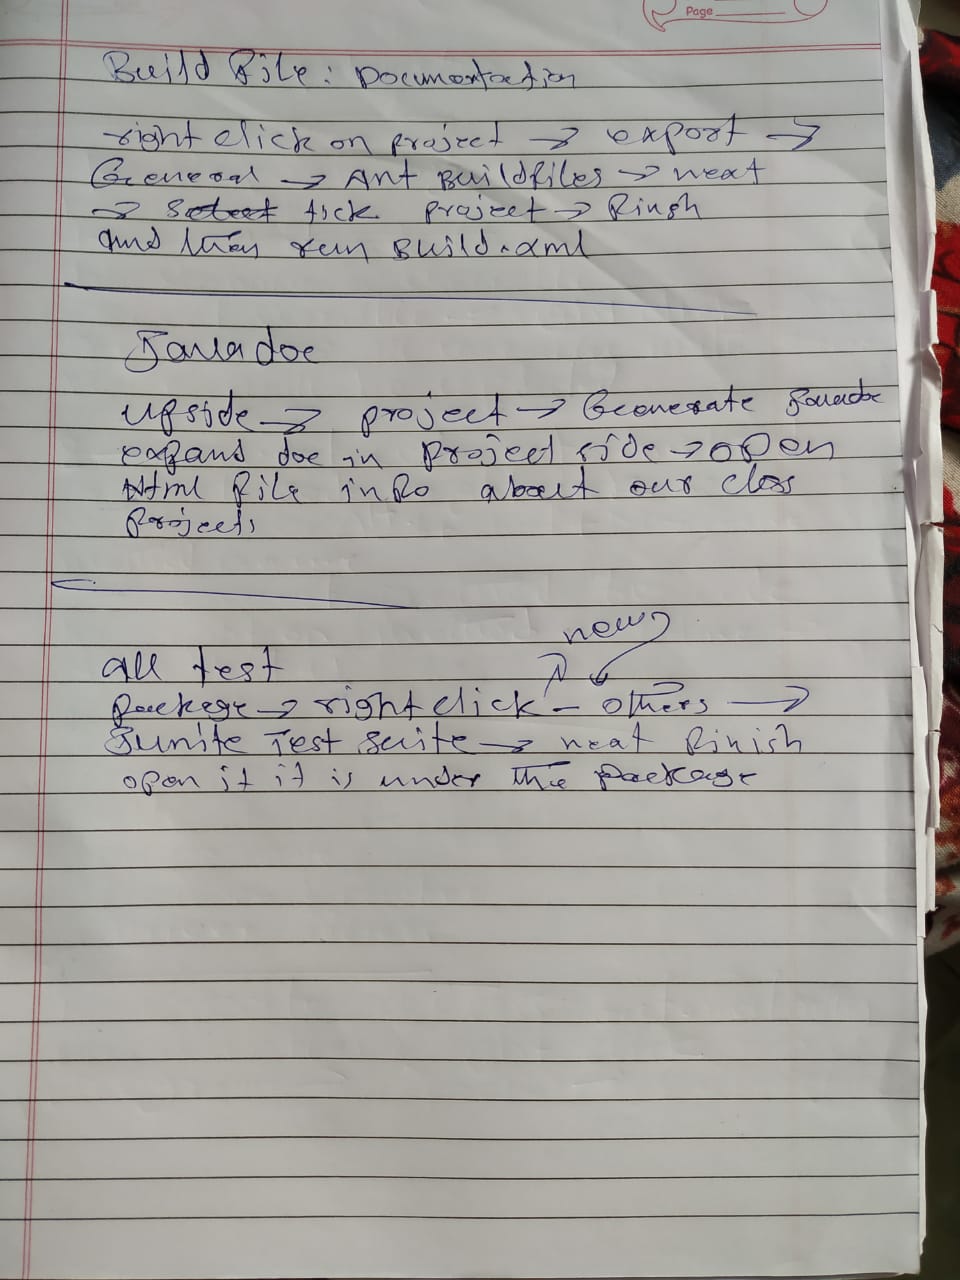 Page
Build File: Documentation
right click on project → export →
General → Ant Buildfiles → next
→ Select tick project → Finsh
And then run Build.xml
Javadoc
upside → project → Generate Javadoc
expand doc in project side → open
html file info about our class
Projects
new
all test
package → right click - others →
Junite Test Suite → next Finish
open it it is under the package